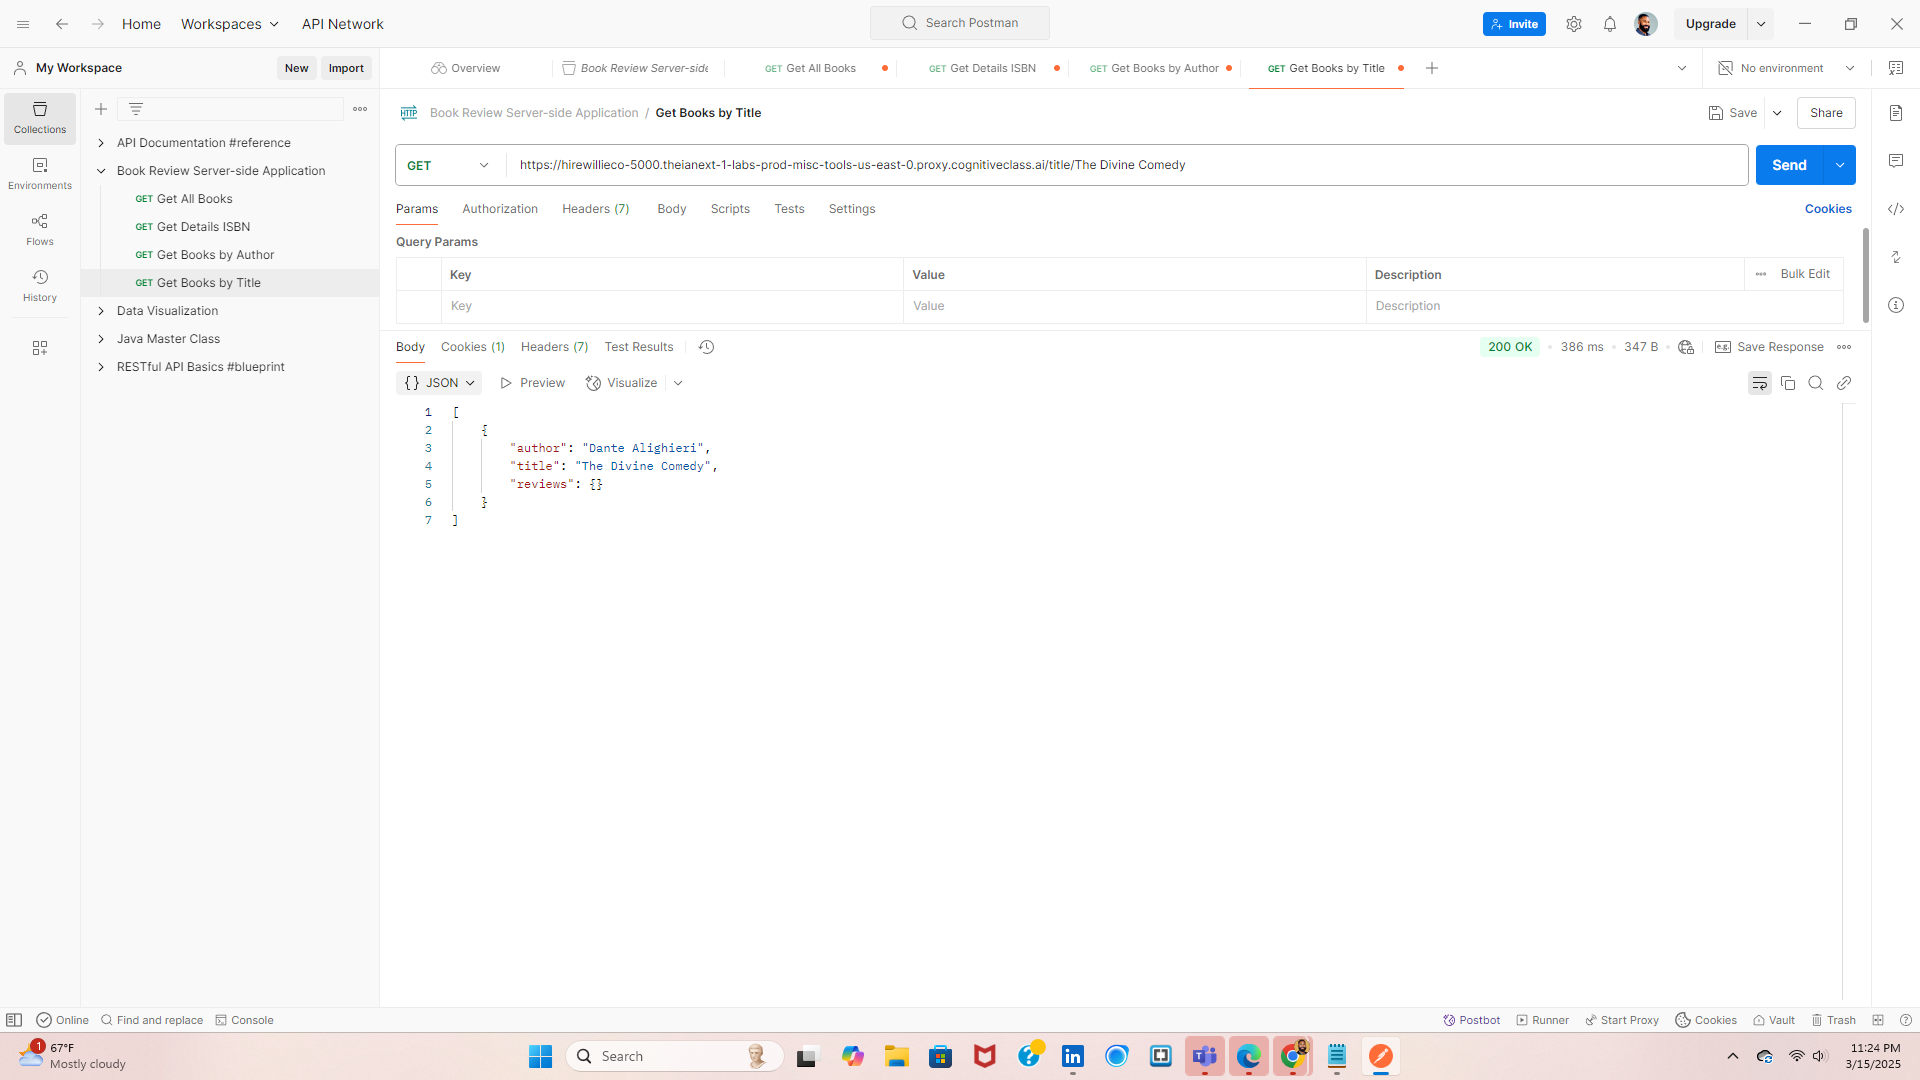 Home Workspaces API Network Search Postman Invite Upgrade
My Workspace New Import Overview Book Review Server-side GET Get All Books GET Get Details ISBN GET Get Books by Author GET Get Books by Title No environment
Collections
Environments
Flows
History
API Documentation #reference
Book Review Server-side Application
GET Get All Books
GET Get Details ISBN
GET Get Books by Author
GET Get Books by Title
Data Visualization
Java Master Class
RESTful API Basics #blueprint
HTTP Book Review Server-side Application / Get Books by Title Save Share
GET https://hirewillieco-5000.theianext-1-labs-prod-misc-tools-us-east-0.proxy.cognitiveclass.ai/title/The Divine Comedy Send
Params Authorization Headers (7) Body Scripts Tests Settings Cookies
Query Params
Key Value Description Bulk Edit
Key Value Description
Body Cookies (1) Headers (7) Test Results 200 OK • 386 ms • 347 B • e.g. Save Response
{} JSON Preview Visualize
1 [
2 {
3 "author": "Dante Alighieri",
4 "title": "The Divine Comedy",
5 "reviews": {}
6 }
7 ]
Online Find and replace Console Postbot Runner Start Proxy Cookies Vault Trash
1 67°F
Mostly cloudy
Search
11:24 PM
3/15/2025